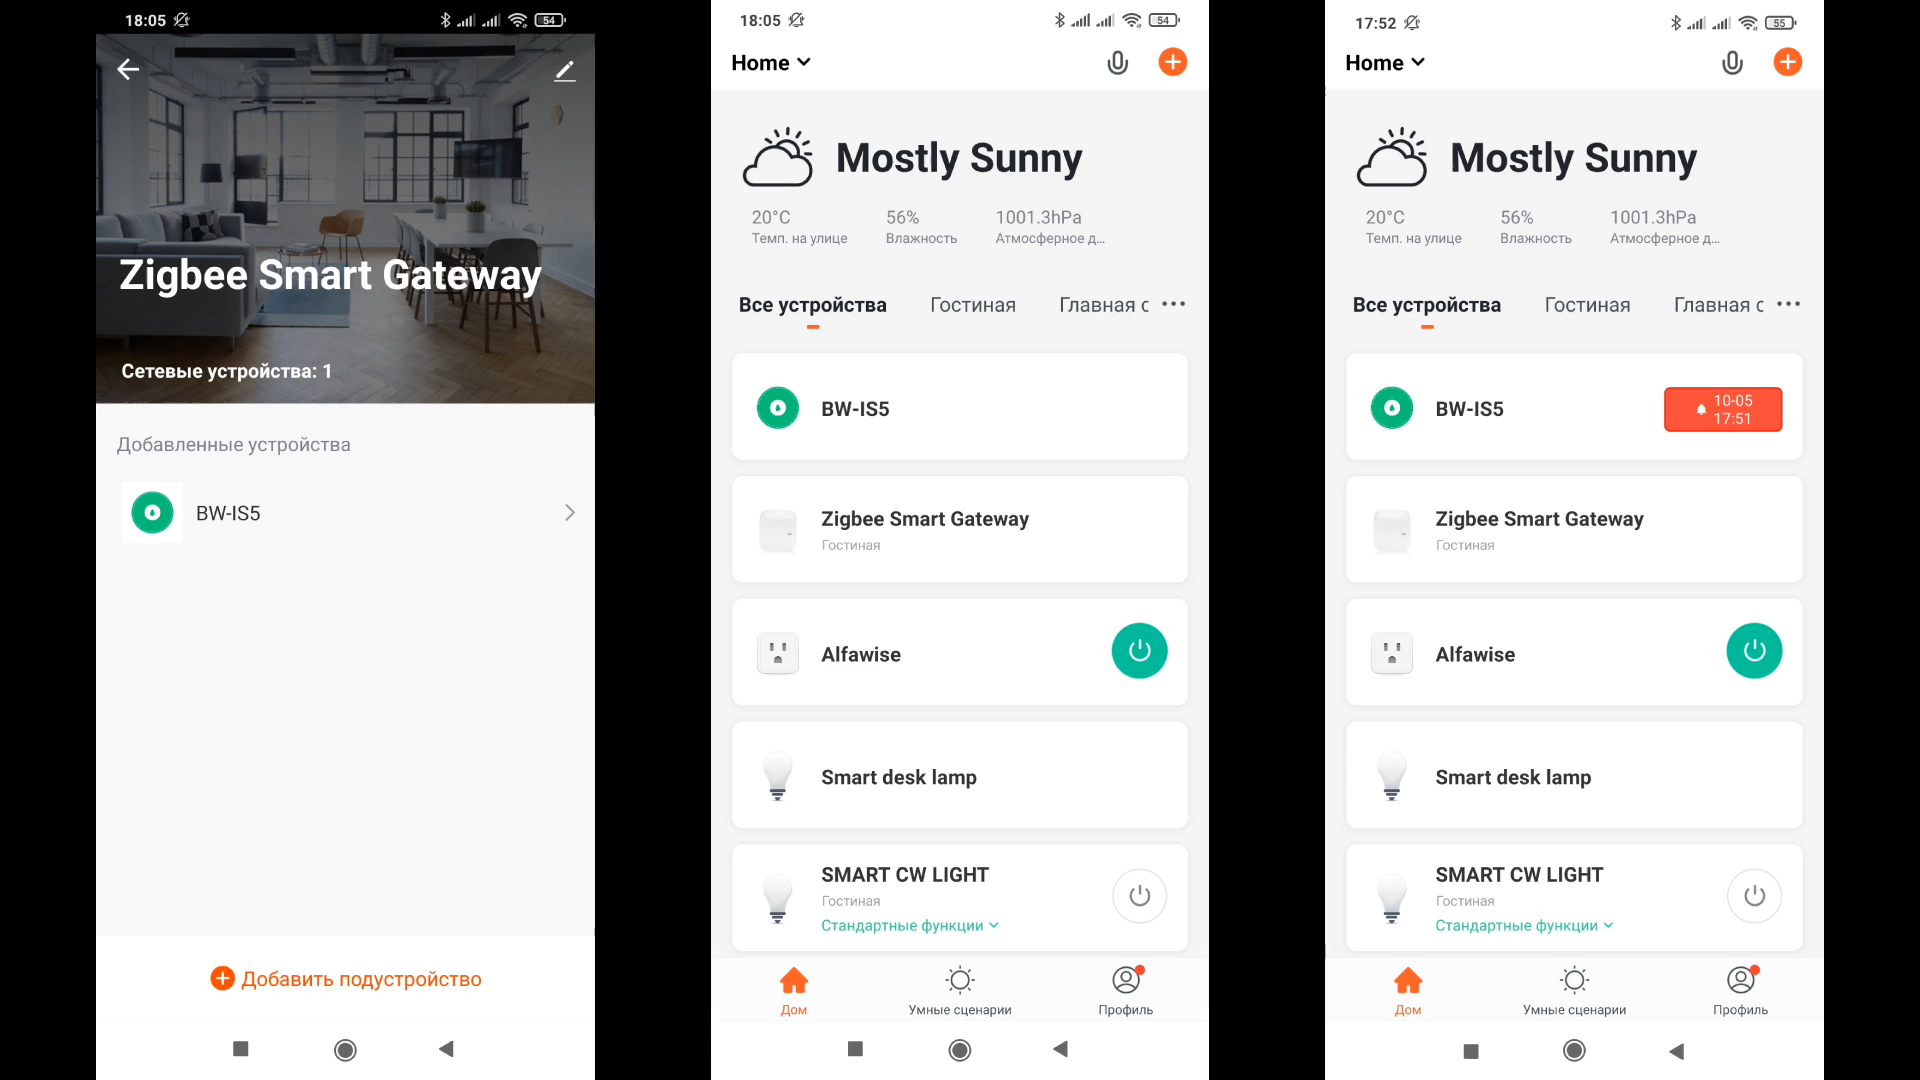 18:05
54
Zigbee Smart Gateway
Сетевые устройства: 1
Добавленные устройства
BW-IS5
Добавить подустройство
18:05
54
Home
Mostly Sunny
20°C 56% 1001.3hPa
Темп. на улице Влажность Атмосферное д...
Все устройства Гостиная Главная с
BW-IS5
Zigbee Smart Gateway
Гостиная
Alfawise
Smart desk lamp
SMART CW LIGHT
Гостиная
Стандартные функции
Дом Умные сценарии Профиль
17:52
55
Home
Mostly Sunny
20°C 56% 1001.3hPa
Темп. на улице Влажность Атмосферное д...
Все устройства Гостиная Главная с
BW-IS5
10-05
17:51
Zigbee Smart Gateway
Гостиная
Alfawise
Smart desk lamp
SMART CW LIGHT
Гостиная
Стандартные функции
Дом Умные сценарии Профиль